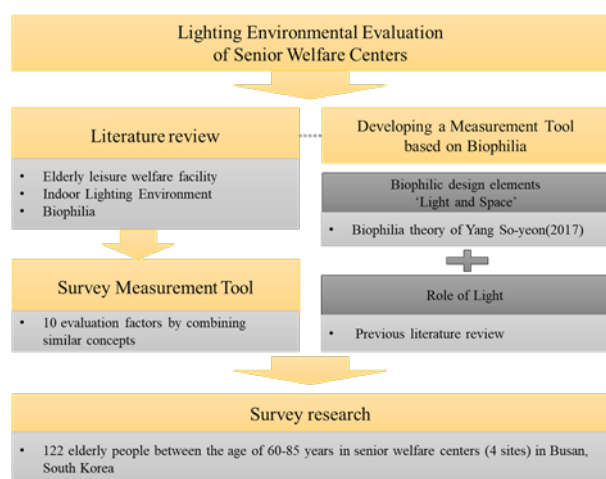 Lighting Environmental Evaluation
of Senior Welfare Centers
Literature review
• Elderly leisure welfare facility
• Indoor Lighting Environment
• Biophilia
Survey Measurement Tool
• 10 evaluation factors by combining
similar concepts
Developing a Measurement Tool
based on Biophilia
Biophilic design elements
‘Light and Space’
• Biophilia theory of Yang So-yeon(2017)
Role of Light
• Previous literature review
Survey research
• 122 elderly people between the age of 60-85 years in senior welfare centers (4 sites) in Busan,
South Korea